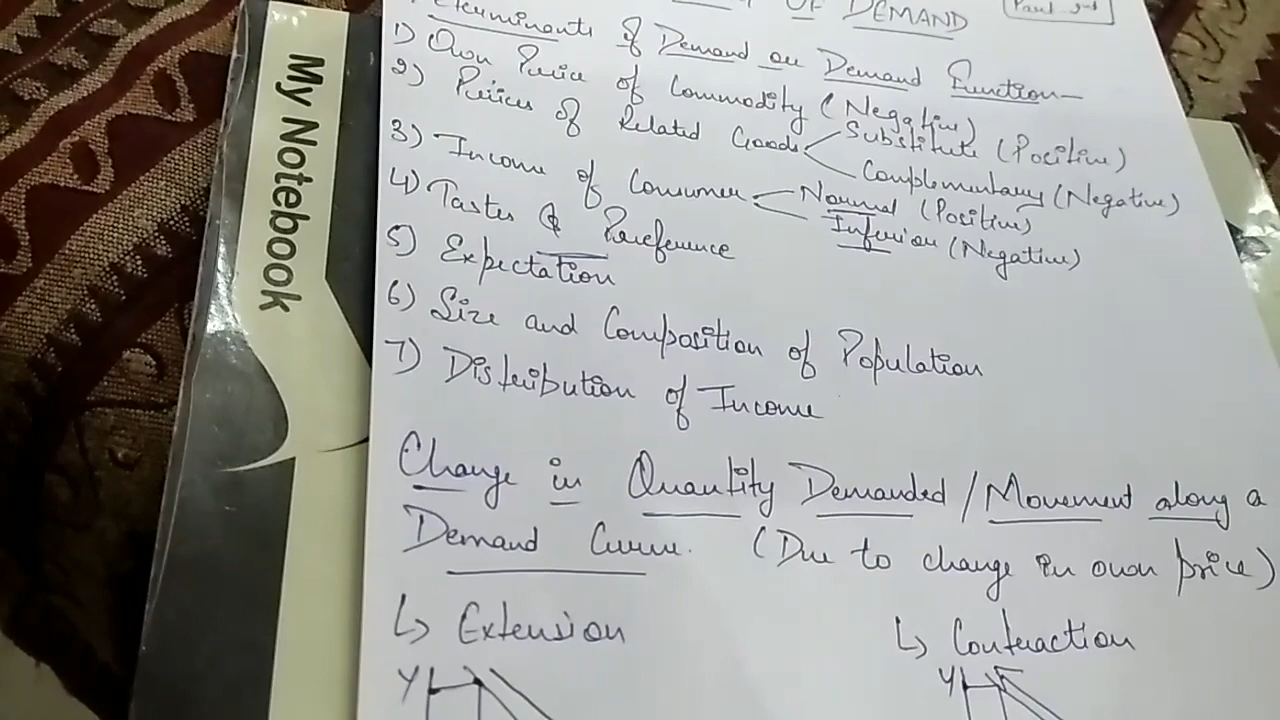 OF DEMAND
Part 3rd
Determinants of Demand or Demand Function-
1) Own Price of Commodity (Negative)
2) Prices of Related Goods
Substitute (Positive)
Complementary (Negative)
3) Income of Consumer
Normal (Positive)
Inferior (Negative)
4) Tastes & Preference
5) Expectation
6) Size and Composition of Population
7) Distribution of Income
Change in Quantity Demanded / Movement along a
Demand Curve. (Due to change in own price)
↳ Extension
↳ Contraction
Y
Y
My Notebook